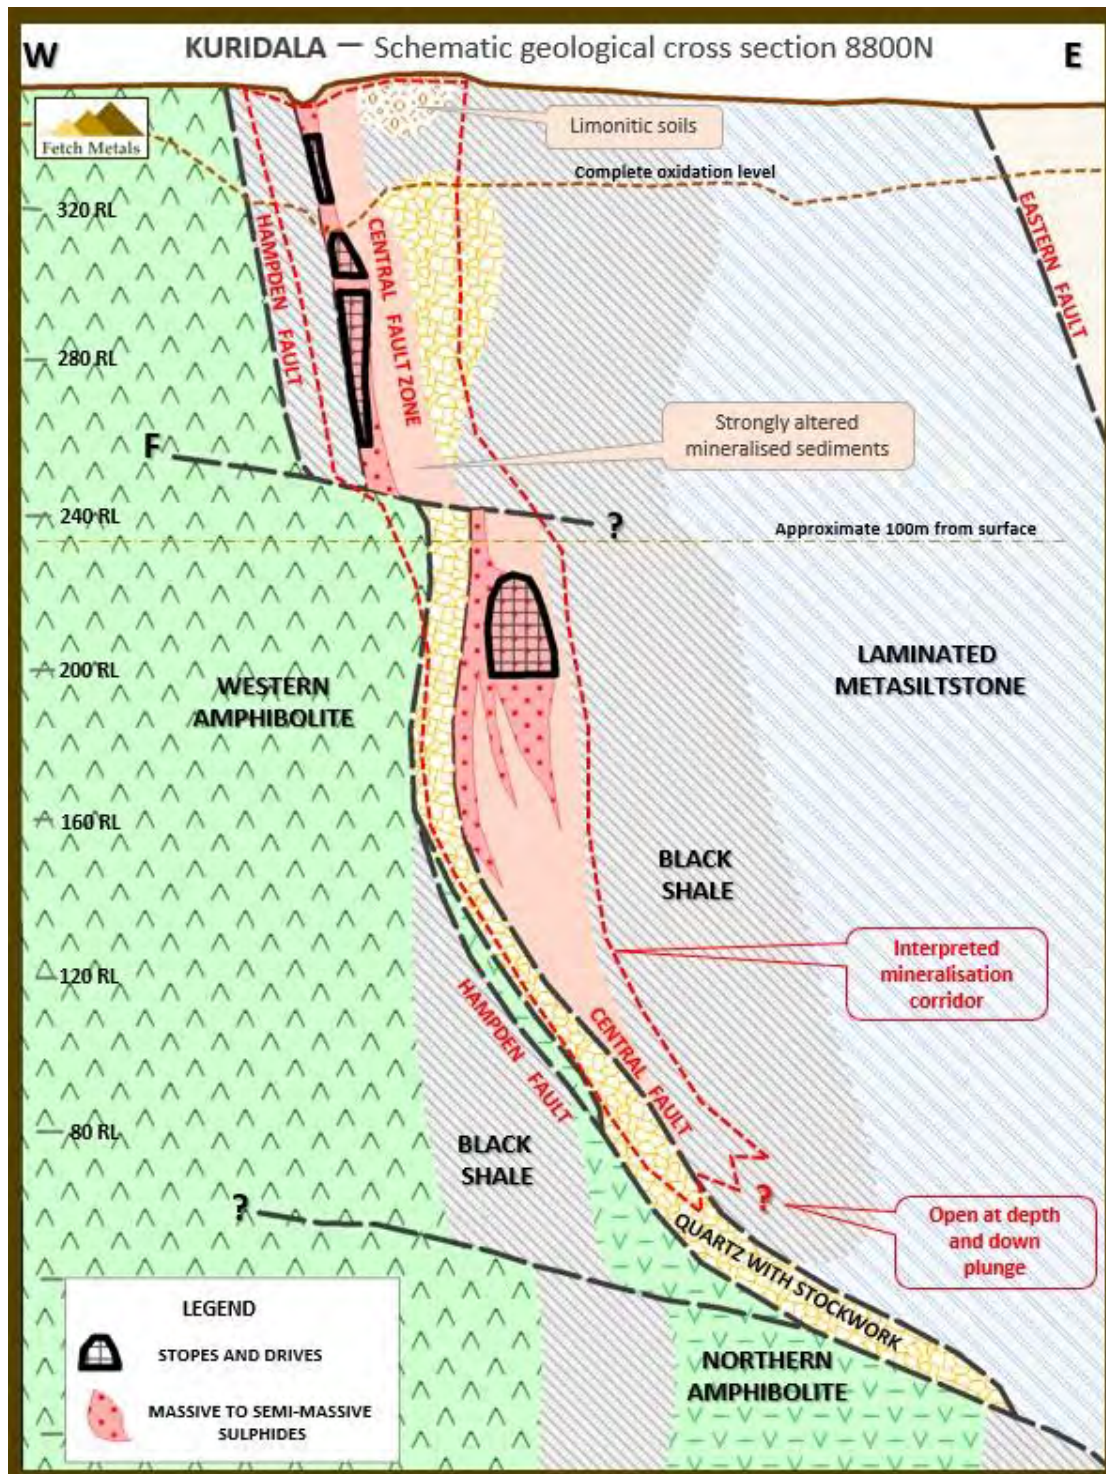 W
KURIDALA — Schematic geological cross section 8800N
E
Fetch Metals
Limonitic soils
Complete oxidation level
320 RL
HAMPDEN FAULT
CENTRAL FAULT ZONE
EASTERN FAULT
280 RL
Strongly altered
mineralised sediments
F
240 RL
?
Approximate 100m from surface
200 RL
WESTERN
AMPHIBOLITE
LAMINATED
METASILTSTONE
160 RL
BLACK
SHALE
Interpreted
mineralisation
corridor
120 RL
HAMPDEN FAULT
CENTRAL FAULT
80 RL
BLACK
SHALE
?
?
Open at depth
and down
plunge
QUARTZ WITH STOCKWORK
NORTHERN
AMPHIBOLITE
LEGEND
STOPES AND DRIVES
MASSIVE TO SEMI-MASSIVE
SULPHIDES